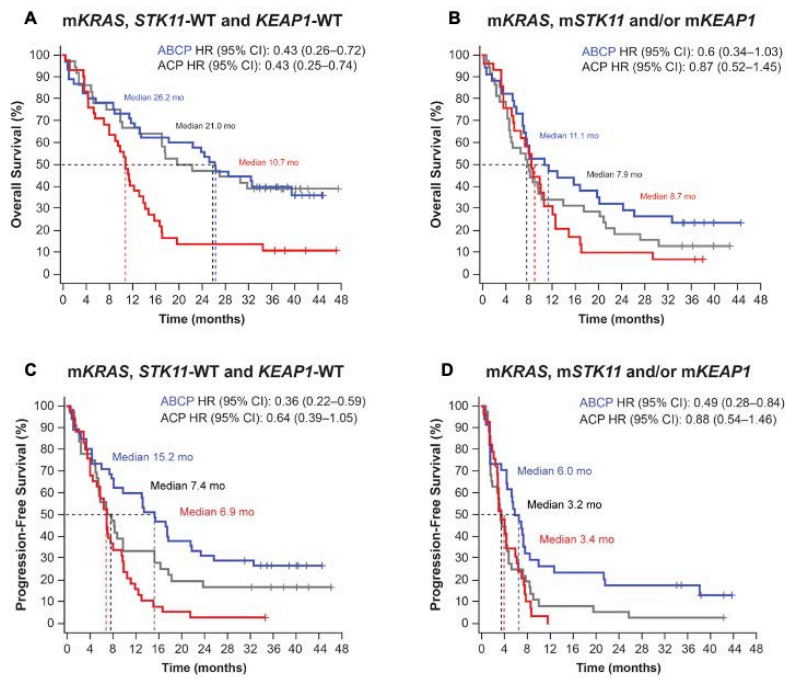 A mKRAS, STK11-WT and KEAP1-WT
ABCP HR (95% CI): 0.43 (0.26–0.72)
ACP HR (95% CI): 0.43 (0.25–0.74)
Overall Survival (%)
100
90
80
70
60
50
40
30
20
10
0
Median 26.2 mo
Median 21.0 mo
Median 10.7 mo
0 4 8 12 16 20 24 28 32 36 40 44 48
Time (months)
B mKRAS, mSTK11 and/or mKEAP1
ABCP HR (95% CI): 0.6 (0.34–1.03)
ACP HR (95% CI): 0.87 (0.52–1.45)
Overall Survival (%)
100
90
80
70
60
50
40
30
20
10
0
Median 11.1 mo
Median 7.9 mo
Median 8.7 mo
0 4 8 12 16 20 24 28 32 36 40 44 48
Time (months)
C mKRAS, STK11-WT and KEAP1-WT
ABCP HR (95% CI): 0.36 (0.22–0.59)
ACP HR (95% CI): 0.64 (0.39–1.05)
Progression-Free Survival (%)
100
90
80
70
60
50
40
30
20
10
0
Median 15.2 mo
Median 7.4 mo
Median 6.9 mo
0 4 8 12 16 20 24 28 32 36 40 44 48
Time (months)
D mKRAS, mSTK11 and/or mKEAP1
ABCP HR (95% CI): 0.49 (0.28–0.84)
ACP HR (95% CI): 0.88 (0.54–1.46)
Progression-Free Survival (%)
100
90
80
70
60
50
40
30
20
10
0
Median 6.0 mo
Median 3.2 mo
Median 3.4 mo
0 4 8 12 16 20 24 28 32 36 40 44 48
Time (months)